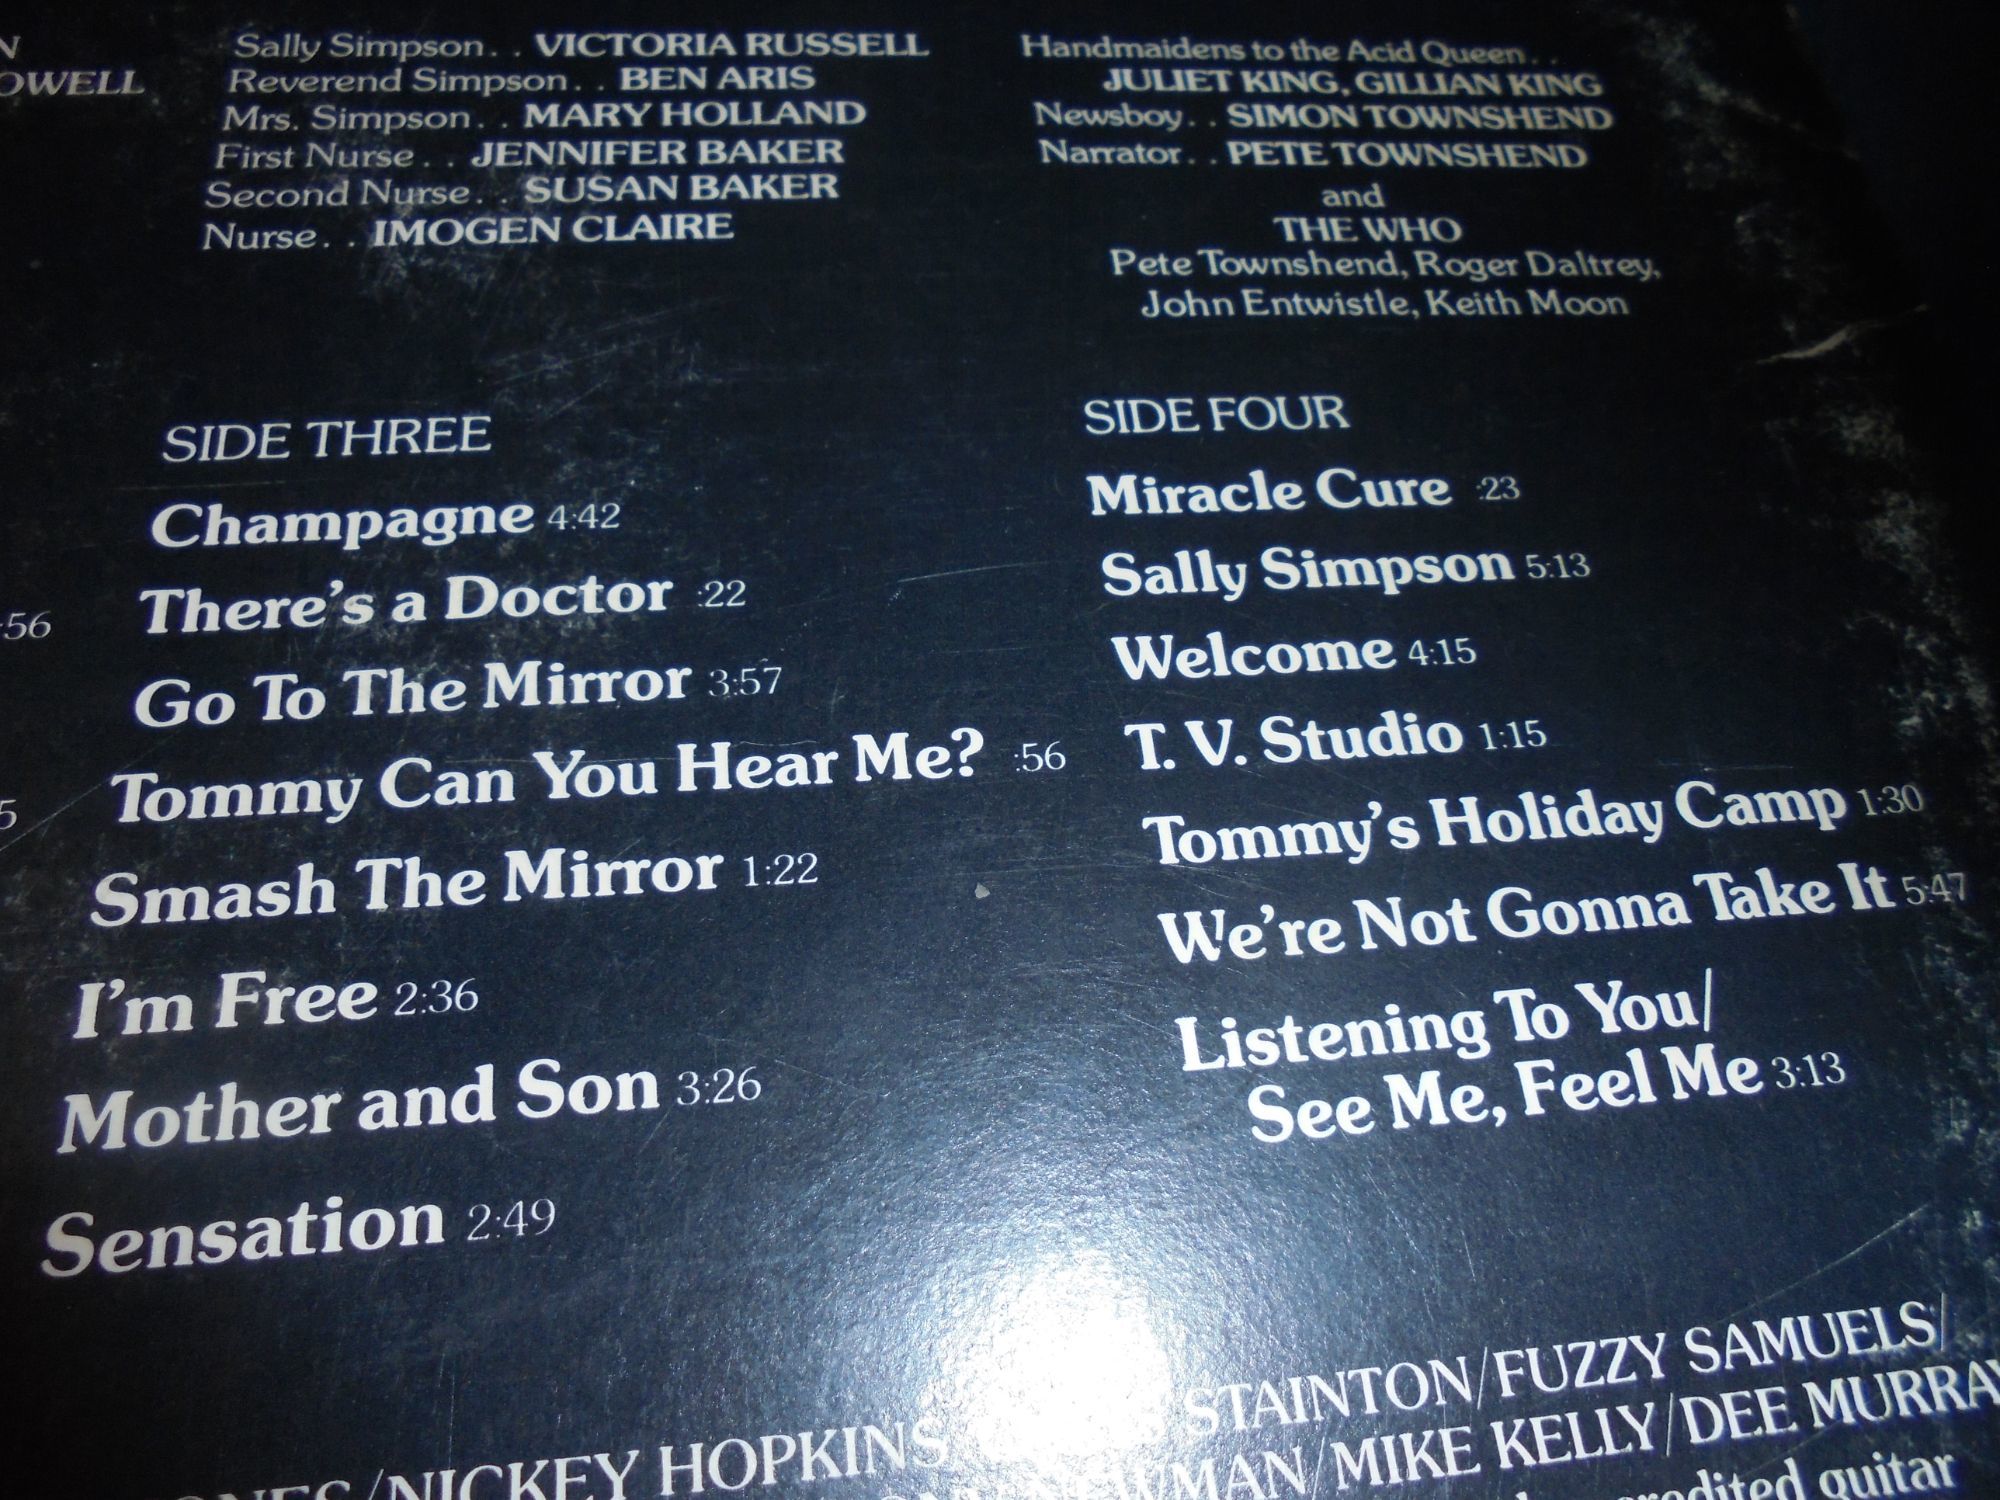 Sally Simpson. . VICTORIA RUSSELL
Reverend Simpson. . BEN ARIS
Mrs. Simpson. . MARY HOLLAND
First Nurse. . JENNIFER BAKER
Second Nurse. . SUSAN BAKER
Nurse. . IMOGEN CLAIRE
Handmaidens to the Acid Queen. .
JULIET KING, GILLIAN KING
Newsboy. . SIMON TOWNSHEND
Narrator. . PETE TOWNSHEND
and
THE WHO
Pete Townshend, Roger Daltrey,
John Entwistle, Keith Moon
SIDE THREE
Champagne 4:42
There's a Doctor :22
Go To The Mirror 3:57
Tommy Can You Hear Me? :56
Smash The Mirror 1:22
I'm Free 2:36
Mother and Son 3:26
Sensation 2:49
SIDE FOUR
Miracle Cure :23
Sally Simpson 5:13
Welcome 4:15
T. V. Studio 1:15
Tommy's Holiday Camp 1:30
We're Not Gonna Take It 5:47
Listening To You/
See Me, Feel Me 3:13
/NICKEY HOPKINS STAINTON/FUZZY SAMUELS/
/MIKE KELLY/DEE MURRAY
guitar